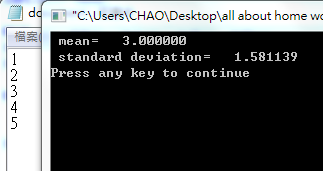 do
"C:\Users\CHAO\Desktop\all about home wo
檔案(
1
2
3
4
5
mean=   3.000000
standard deviation=   1.581139
Press any key to continue